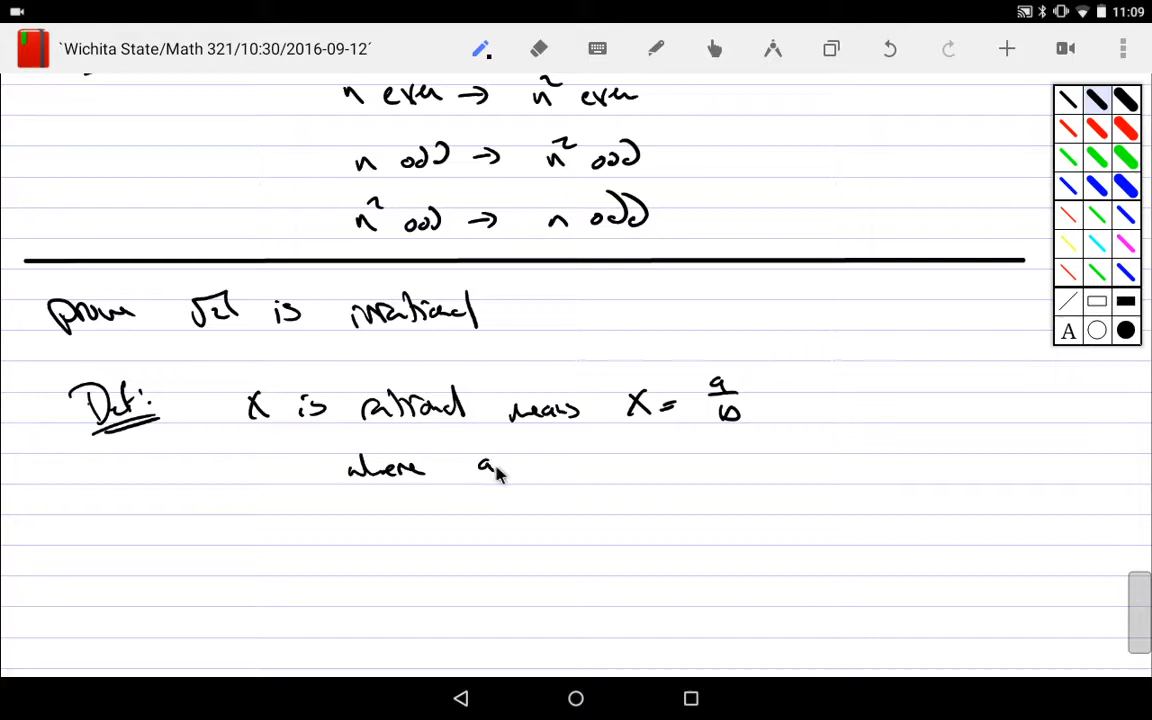 11:09
`Wichita State/Math 321/10:30/2016-09-12´
n even → n² even
n odd → n² odd
n² odd → n odd
prove √2 is irrational
Def: X is rational means X = a/b
where a
A